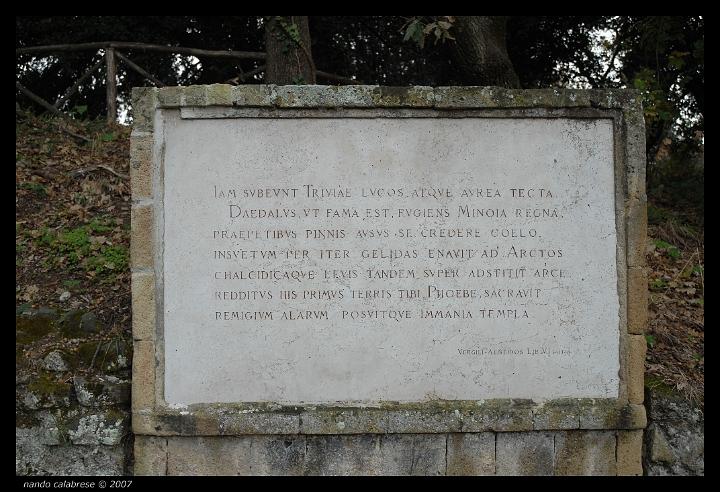 IAM SVBEVNT TRIVIAE LVCOS ATQVE AVREA TECTA.
DAEDALVS, VT FAMA EST, FVGIENS MINOIA REGNA,
PRAEPETIBVS PINNIS AVSVS SE CREDERE COELO,
INSVETVM PER ITER GELIDAS ENAVIT AD ARCTOS
CHALCIDICAQVE LEVIS TANDEM SVPER ADSTITIT ARCE
REDDITVS HIS PRIMVS TERRIS TIBI, PHOEBE, SACRAVIT
REMIGIVM ALARVM POSVITQVE IMMANIA TEMPLA
VERGILI AENEIDOS LIB. VI
nando calabrese © 2007